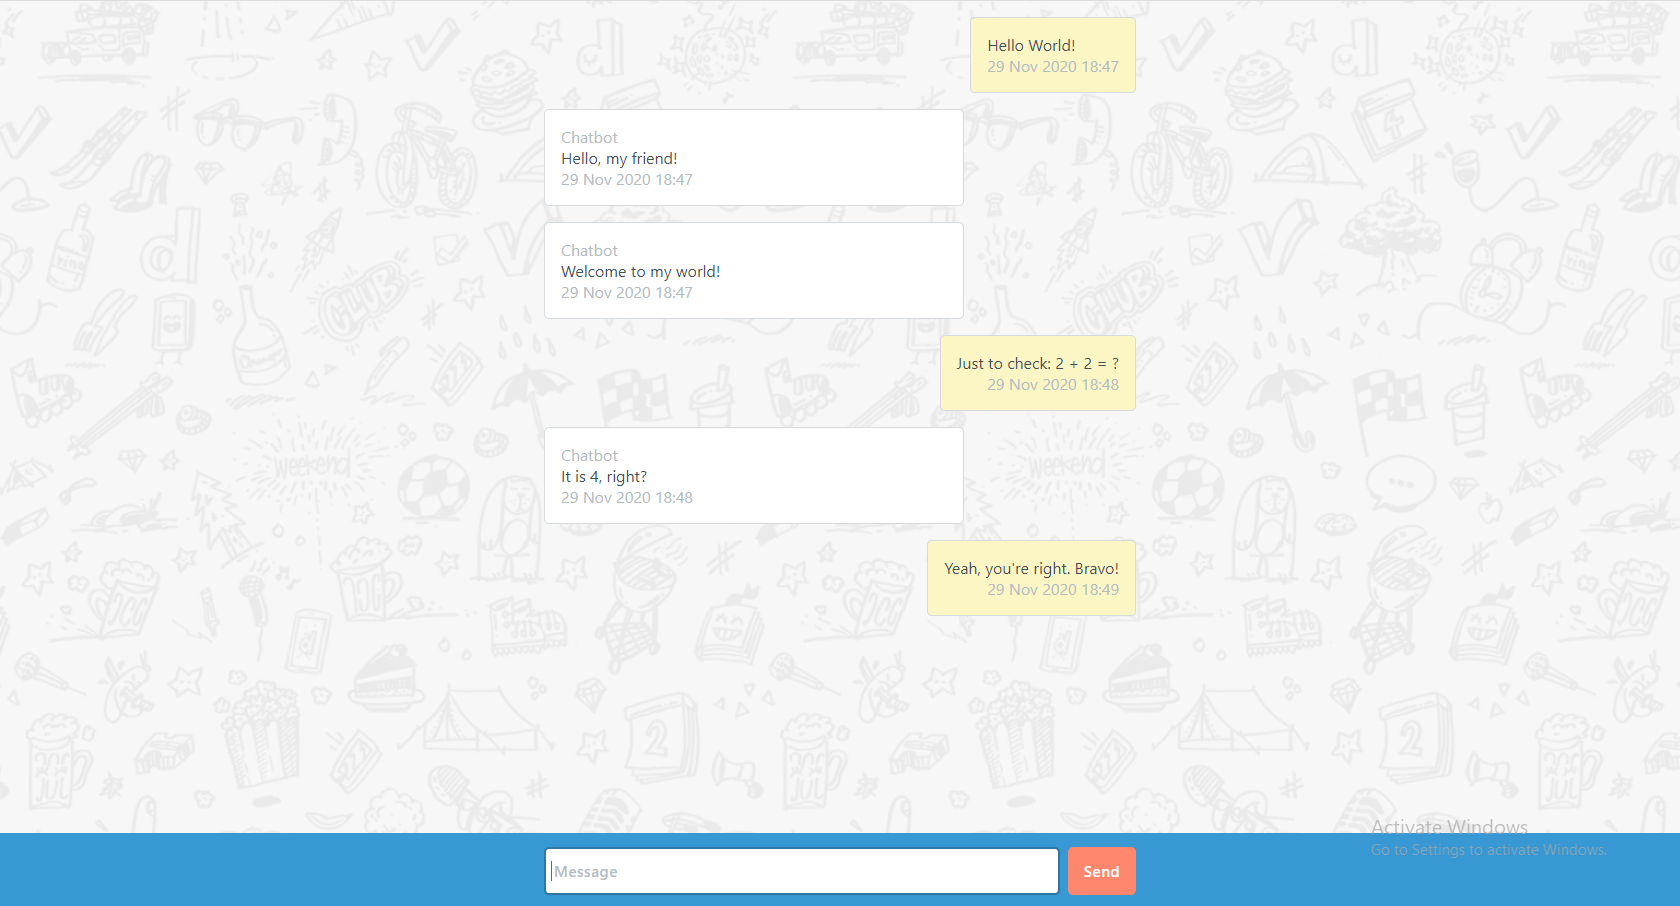 Hello World!
29 Nov 2020 18:47
Chatbot
Hello, my friend!
29 Nov 2020 18:47
Chatbot
Welcome to my world!
29 Nov 2020 18:47
Just to check: 2 + 2 = ?
29 Nov 2020 18:48
Chatbot
It is 4, right?
29 Nov 2020 18:48
Yeah, you're right. Bravo!
29 Nov 2020 18:49
Activate Windows
Go to Settings to activate Windows.
Message
Send